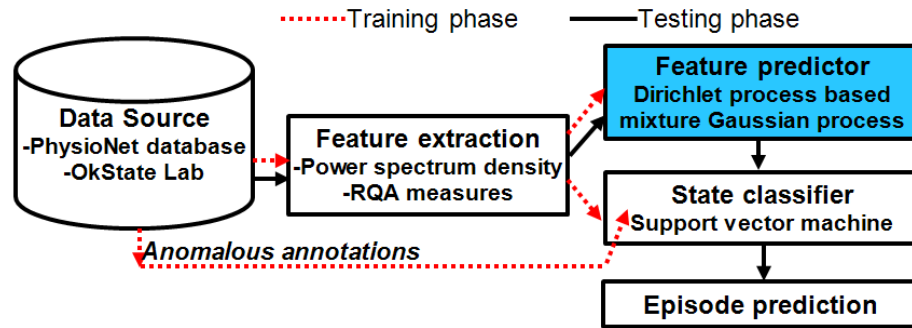 Training phase
Testing phase
Data Source
-PhysioNet database
-OkState Lab
Feature extraction
-Power spectrum density
-RQA measures
Feature predictor
Dirichlet process based
mixture Gaussian process
State classifier
Support vector machine
Anomalous annotations
Episode prediction